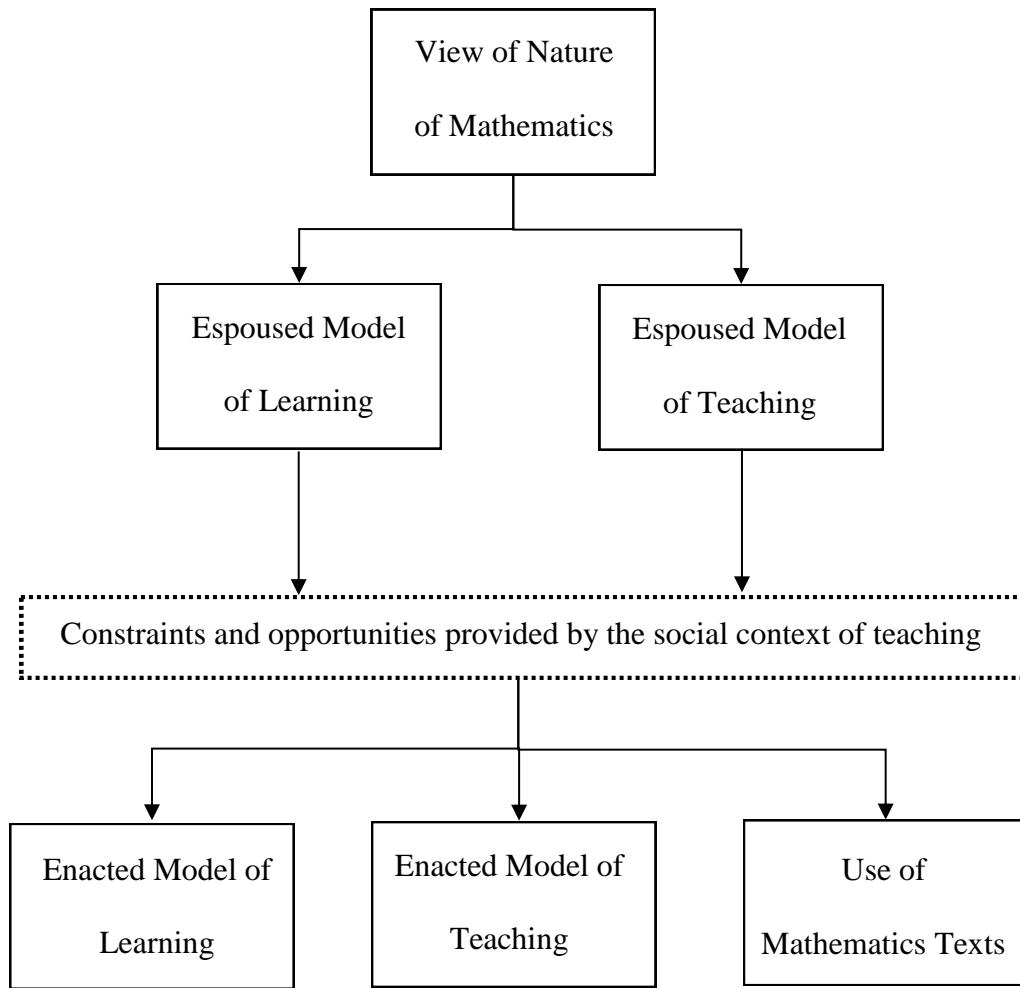 View of Nature
of Mathematics
Espoused Model
of Learning
Espoused Model
of Teaching
Constraints and opportunities provided by the social context of teaching
Enacted Model of
Learning
Enacted Model of
Teaching
Use of
Mathematics Texts